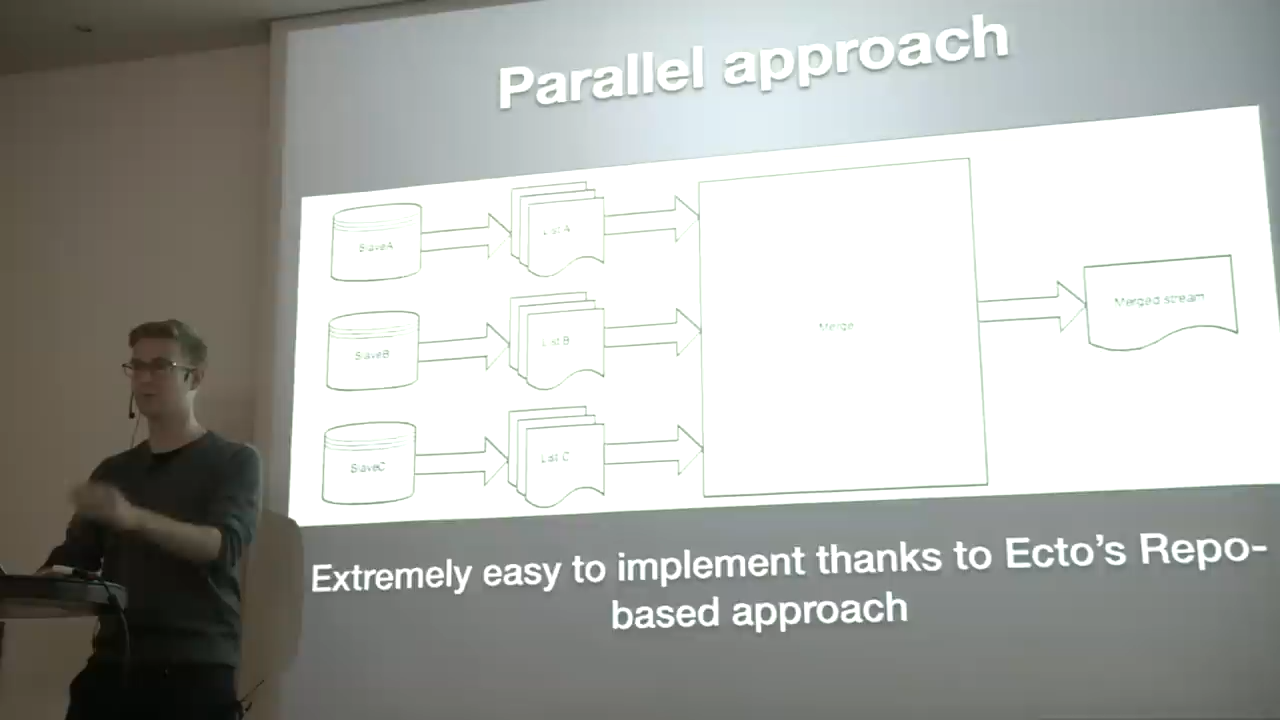 Parallel approach
SlaveA
List A
SlaveB
List B
Merge
Merged stream
SlaveC
List C
Extremely easy to implement thanks to Ecto's Repo-
based approach